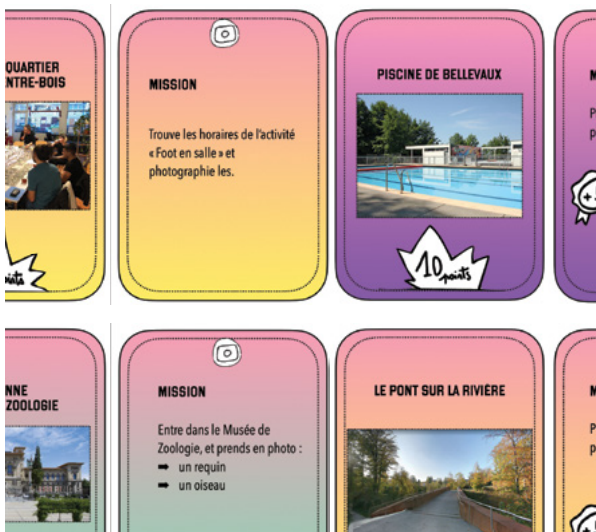 QUARTIER
NTRE-BOIS
MISSION
Trouve les horaires de l'activité
« Foot en salle » et
photographie les.
PISCINE DE BELLEVAUX
10 points
NNE
ZOOLOGIE
MISSION
Entre dans le Musée de
Zoologie, et prends en photo :
➡ un requin
➡ un oiseau
LE PONT SUR LA RIVIÈRE